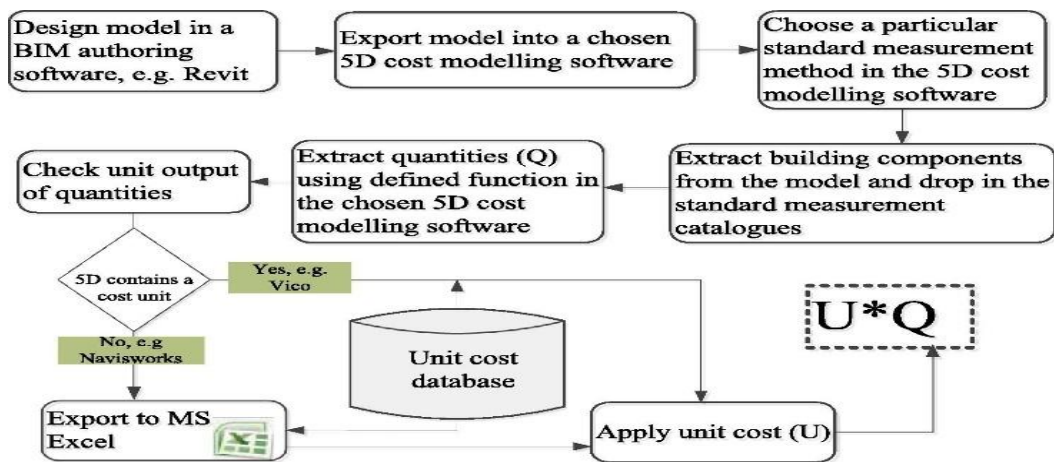 Design model in a
BIM authoring
software, e.g. Revit
Export model into a chosen
5D cost modelling software
Choose a particular
standard measurement
method in the 5D cost
modelling software
Check unit output
of quantities
Extract quantities (Q)
using defined function in
the chosen 5D cost
modelling software
Extract building components
from the model and drop in the
standard measurement
catalogues
5D contains a
cost unit
Yes, e.g.
Vico
No, e.g
Navisworks
Unit cost
database
U*Q
Export to MS
Excel
Apply unit cost (U)